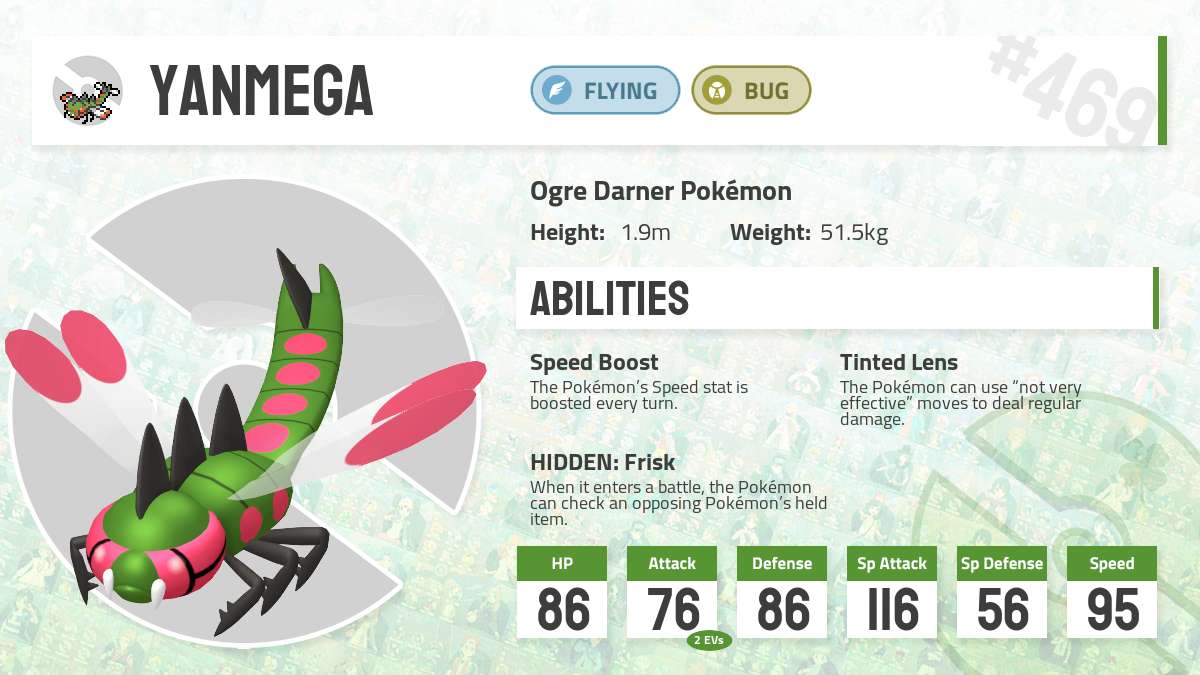 YANMEGA
FLYING
BUG
#469
Ogre Darner Pokémon
Height: 1.9m Weight: 51.5kg
ABILITIES
Speed Boost
The Pokémon's Speed stat is
boosted every turn.
Tinted Lens
The Pokémon can use "not very
effective" moves to deal regular
damage.
HIDDEN: Frisk
When it enters a battle, the Pokémon
can check an opposing Pokémon's held
item.
HP Attack Defense Sp Attack Sp Defense Speed
86 76 86 116 56 95
2 EVs